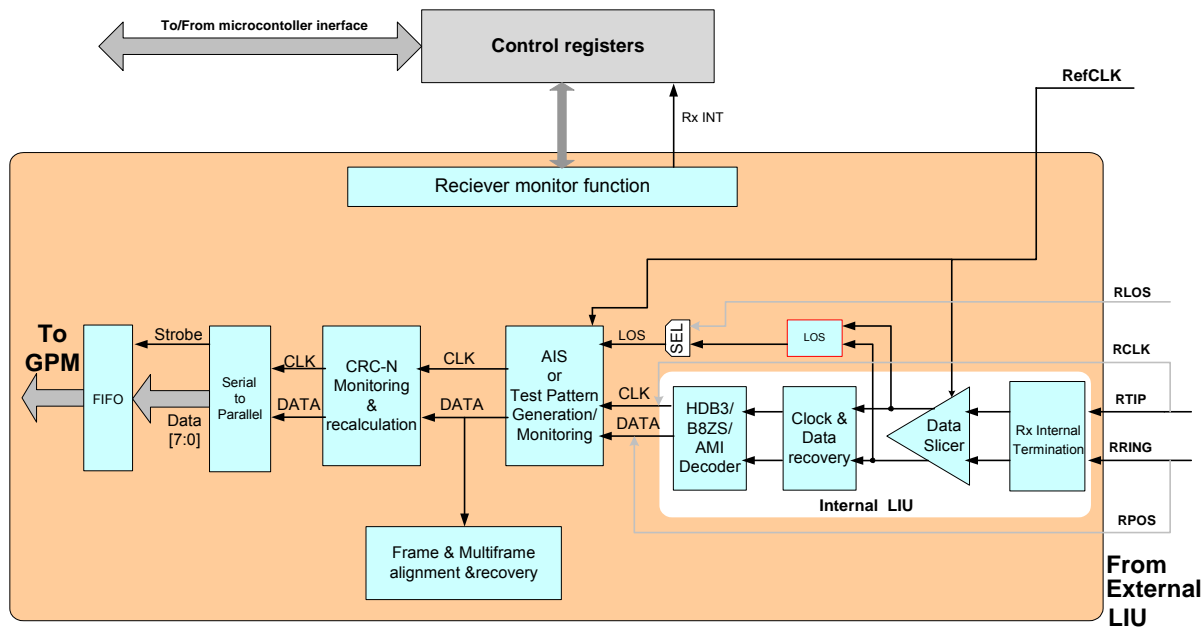 To/From microcontoller inerface
Control registers
RefCLK
Rx INT
Reciever monitor function
RLOS
To
GPM
Strobe
CLK
DATA
Data
[7:0]
FIFO
Serial
to
Parallel
CRC-N
Monitoring
&
recalculation
CLK
DATA
AIS
or
Test Pattern
Generation/
Monitoring
LOS
SEL
LOS
CLK
DATA
HDB3/
B8ZS/
AMI
Decoder
Clock &
Data
recovery
Data
Slicer
Rx Internal
Termination
RCLK
RTIP
RRING
Internal LIU
RPOS
Frame & Multiframe
alignment &recovery
From
External
LIU